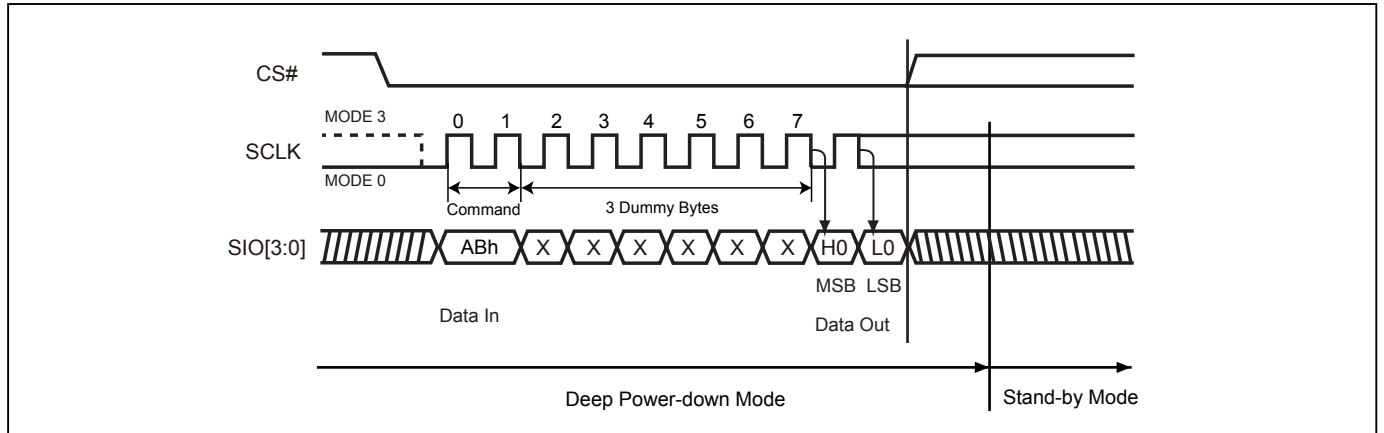 CS#
MODE 3
0 1 2 3 4 5 6 7
SCLK
MODE 0
Command
3 Dummy Bytes
SIO[3:0]
ABh X X X X X X H0 L0
MSB LSB
Data In
Data Out
Deep Power-down Mode
Stand-by Mode